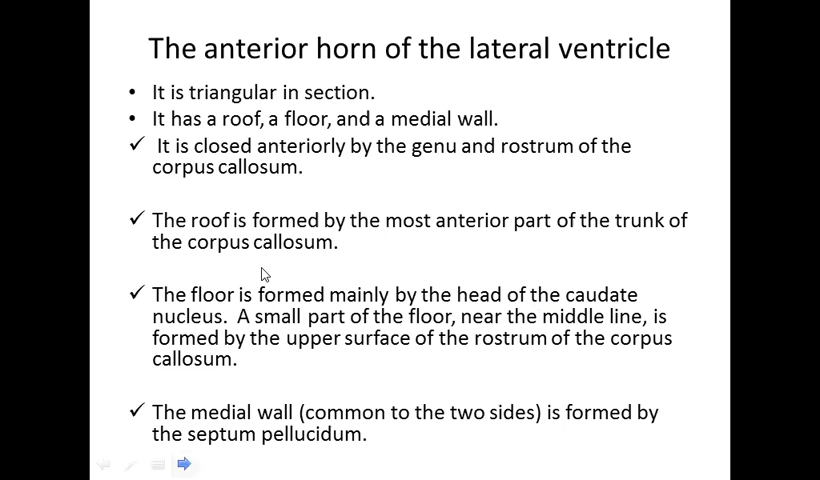 The anterior horn of the lateral ventricle
• It is triangular in section.
• It has a roof, a floor, and a medial wall.
✓ It is closed anteriorly by the genu and rostrum of the
corpus callosum.
✓ The roof is formed by the most anterior part of the trunk of
the corpus callosum.
✓ The floor is formed mainly by the head of the caudate
nucleus. A small part of the floor, near the middle line, is
formed by the upper surface of the rostrum of the corpus
callosum.
✓ The medial wall (common to the two sides) is formed by
the septum pellucidum.